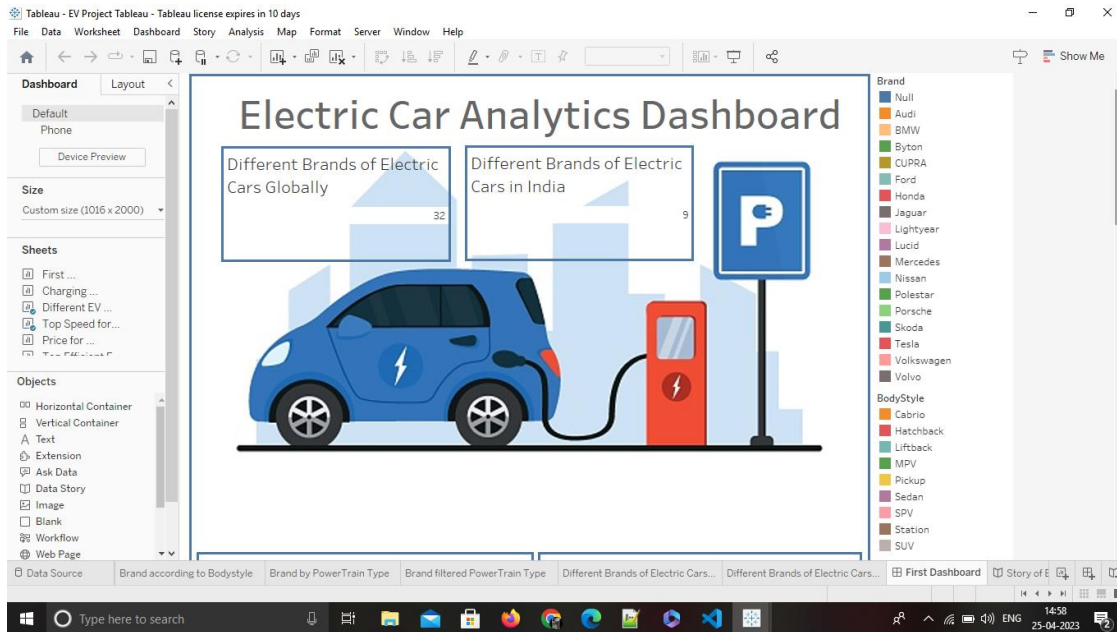 Tableau - EV Project Tableau - Tableau license expires in 10 days
File Data Worksheet Dashboard Story Analysis Map Format Server Window Help
Show Me
Dashboard Layout
Default
Phone
Device Preview
Size
Custom size (1016 x 2000)
Sheets
First ...
Charging ...
Different EV ...
Top Speed for...
Price for ...
Objects
Horizontal Container
Vertical Container
Text
Extension
Ask Data
Data Story
Image
Blank
Workflow
Web Page
Electric Car Analytics Dashboard
Different Brands of Electric
Cars Globally
32
Different Brands of Electric
Cars in India
9
P
Brand
Null
Audi
BMW
Byton
CUPRA
Ford
Honda
Jaguar
Lightyear
Lucid
Mercedes
Nissan
Polestar
Porsche
Skoda
Tesla
Volkswagen
Volvo
BodyStyle
Cabrio
Hatchback
Liftback
MPV
Pickup
Sedan
SPV
Station
SUV
Data Source Brand according to Bodystyle Brand by PowerTrain Type Brand filtered PowerTrain Type Different Brands of Electric Cars... Different Brands of Electric Cars... First Dashboard Story of E
Type here to search
ENG
14:58
25-04-2023
2